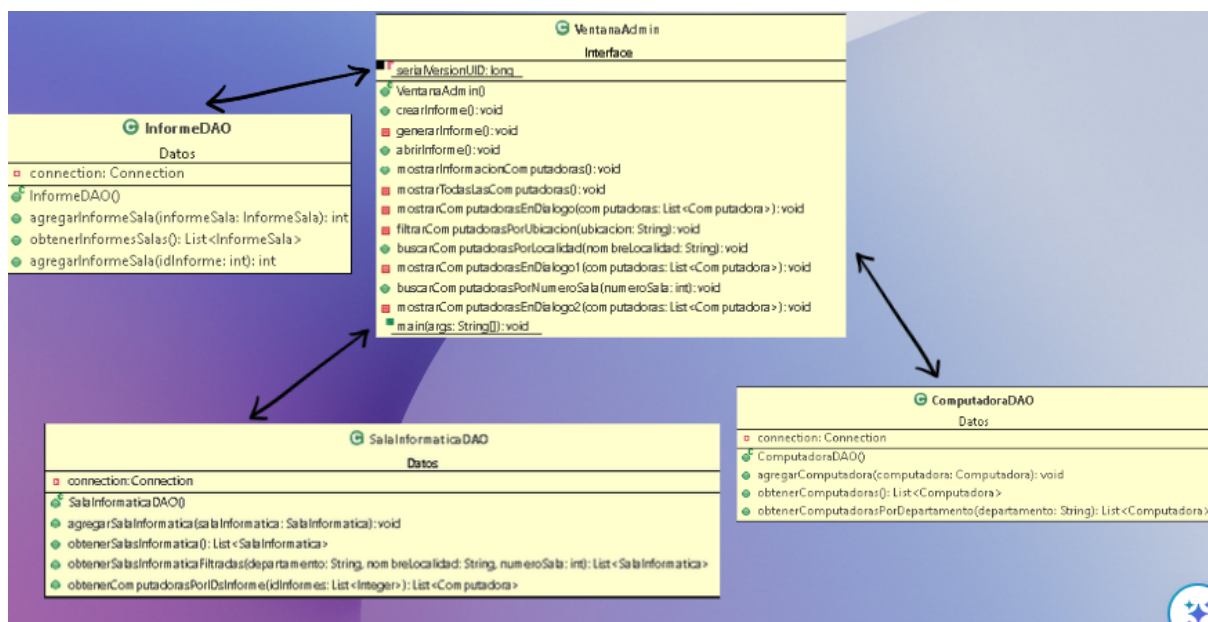 VentanaAdmin
Interface
serialVersionUID: long
VentanaAdmin()
crearInforme(): void
generarInforme(): void
abrirInforme(): void
mostrarInformacionComputadoras(): void
mostrarTodasLasComputadoras(): void
mostrarComputadorasEnDialogo(computadoras: List<Computadora>): void
filtrarComputadorasPorUbicacion(ubicacion: String): void
buscarComputadorasPorLocalidad(nombreLocalidad: String): void
mostrarComputadorasEnDialogo1(computadoras: List<Computadora>): void
buscarComputadorasPorNumeroSala(numeroSala: int): void
mostrarComputadorasEnDialogo2(computadoras: List<Computadora>): void
main(args: String[]): void
InformeDAO
Datos
connection: Connection
InformeDAO()
agregarInformeSala(informeSala: InformeSala): int
obtenerInformesSalas(): List<InformeSala>
agregarInformeSala(idInforme: int): int
SalaInformaticaDAO
Datos
connection: Connection
SalaInformaticaDAO()
agregarSalaInformatica(salaInformatica: SalaInformatica): void
obtenerSalasInformatica(): List<SalaInformatica>
obtenerSalasInformaticaFiltradas(departamento: String, nombreLocalidad: String, numeroSala: int): List<SalaInformatica>
obtenerComputadorasPorIDsInforme(idInformes: List<Integer>): List<Computadora>
ComputadoraDAO
Datos
connection: Connection
ComputadoraDAO()
agregarComputadora(computadora: Computadora): void
obtenerComputadoras(): List<Computadora>
obtenerComputadorasPorDepartamento(departamento: String): List<Computadora>